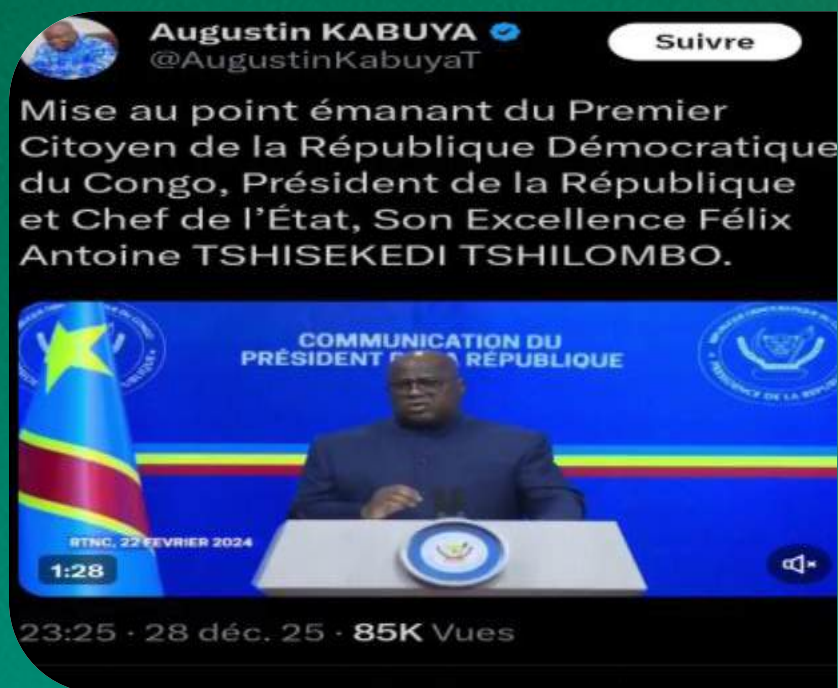 Augustin KABUYA
@AugustinKabuyaT
Suivre
Mise au point émanant du Premier
Citoyen de la République Démocratique
du Congo, Président de la République
et Chef de l’État, Son Excellence Félix
Antoine TSHISEKEDI TSHILOMBO.
COMMUNICATION DU
PRÉSIDENT RÉPUBLIQUE
RTNC, 22 FEVRIER 2024
1:28
23:25 · 28 déc. 25 · 85K Vues